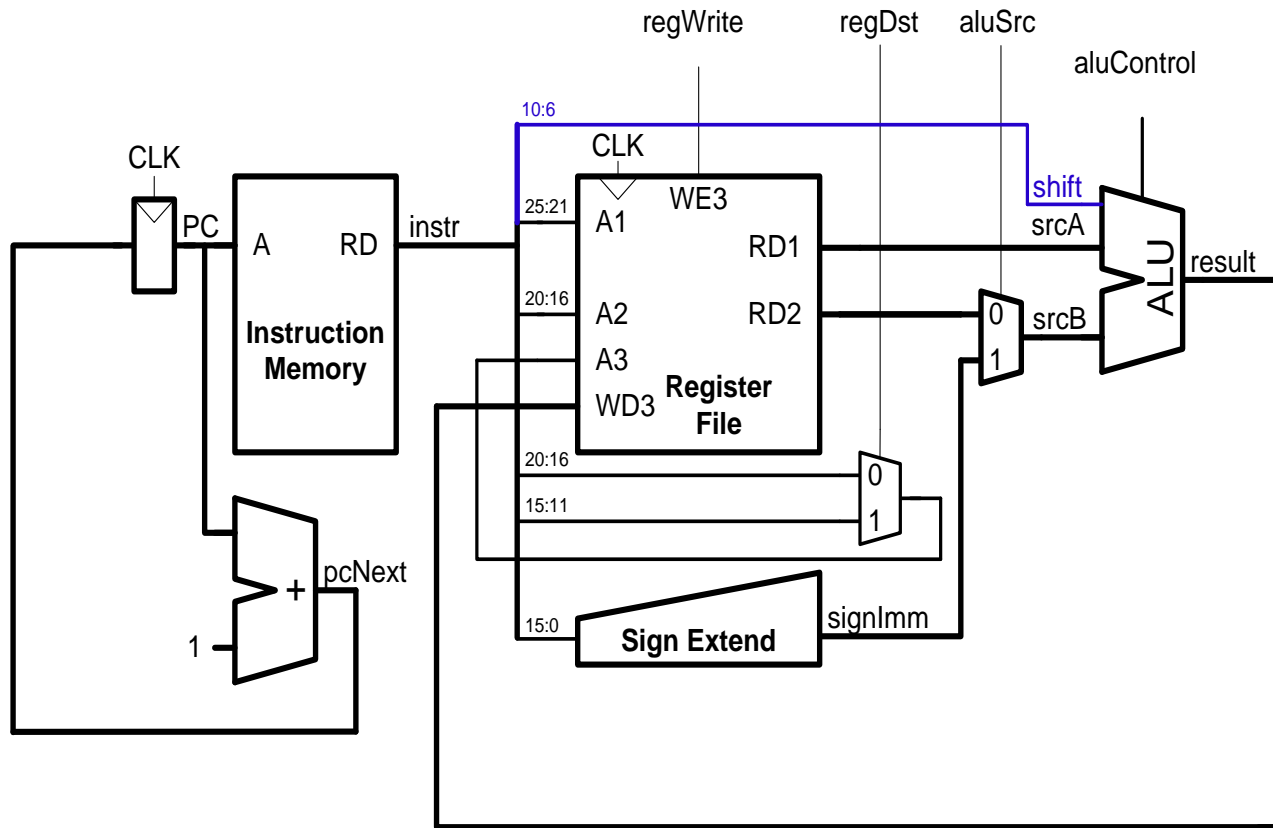 regWrite
regDst
aluSrc
aluControl
10:6
CLK
CLK
WE3
shift
25:21
A1
PC
instr
srcA
A
RD
RD1
ALU
result
20:16
A2
RD2
0
srcB
Instruction
Memory
A3
1
Register
File
WD3
20:16
0
15:11
1
pcNext
+
15:0
signImm
Sign Extend
1